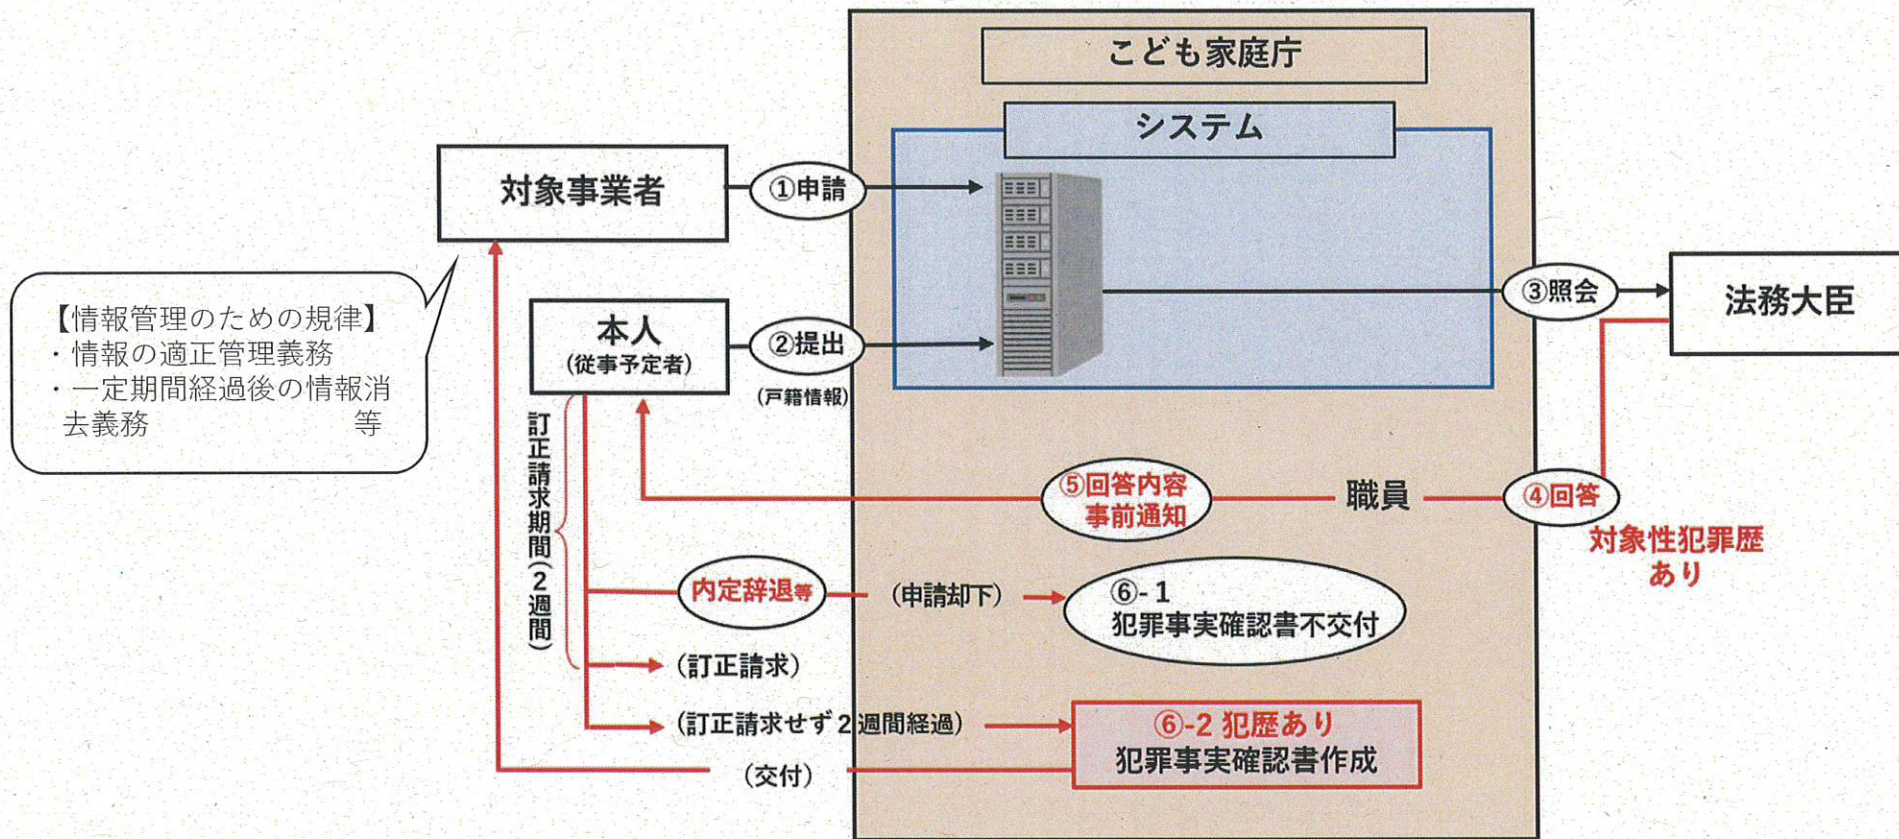 こども家庭庁
システム
対象事業者
①申請
【情報管理のための規律】
・情報の適正管理義務
・一定期間経過後の情報消
去義務 等
本人
(従事予定者)
②提出
(戸籍情報)
③照会
法務大臣
④回答
対象性犯罪歴
あり
職員
⑤回答内容
事前通知
訂正請求期間(2週間)
内定辞退等
(申請却下)
⑥-1
犯罪事実確認書不交付
(訂正請求)
(訂正請求せず2週間経過)
⑥-2 犯歴あり
犯罪事実確認書作成
(交付)